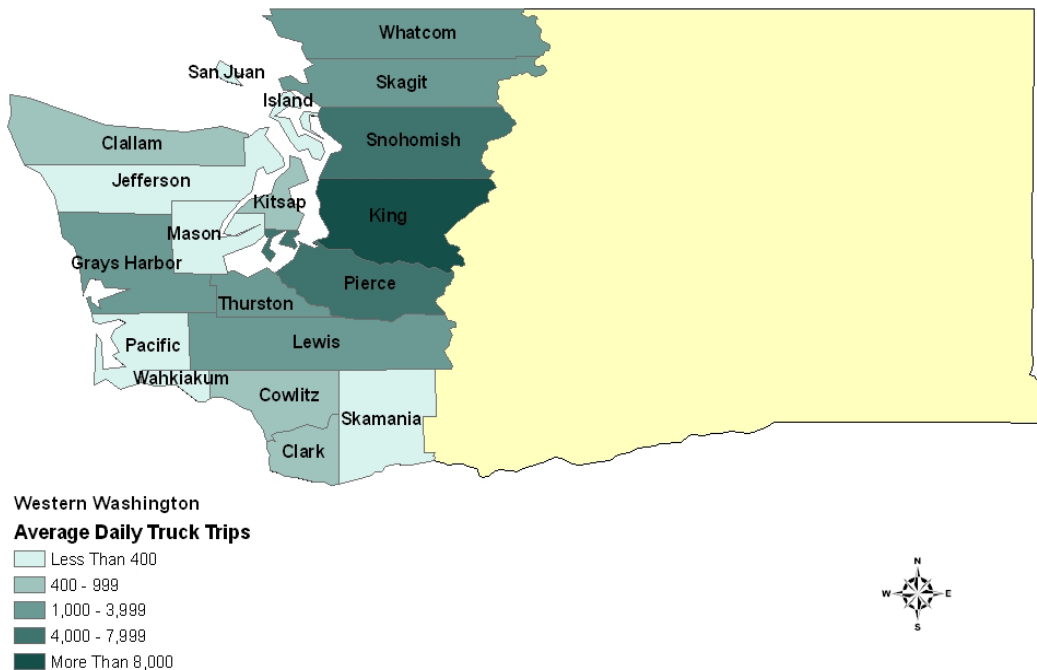 Whatcom
San Juan
Skagit
Island
Clallam
Snohomish
Jefferson
Kitsap
King
Mason
Grays Harbor
Pierce
Thurston
Pacific
Lewis
Wahkiakum
Cowlitz
Skamania
Clark
Western Washington
Average Daily Truck Trips
Less Than 400
400 - 999
1,000 - 3,999
4,000 - 7,999
More Than 8,000
N
W E
S